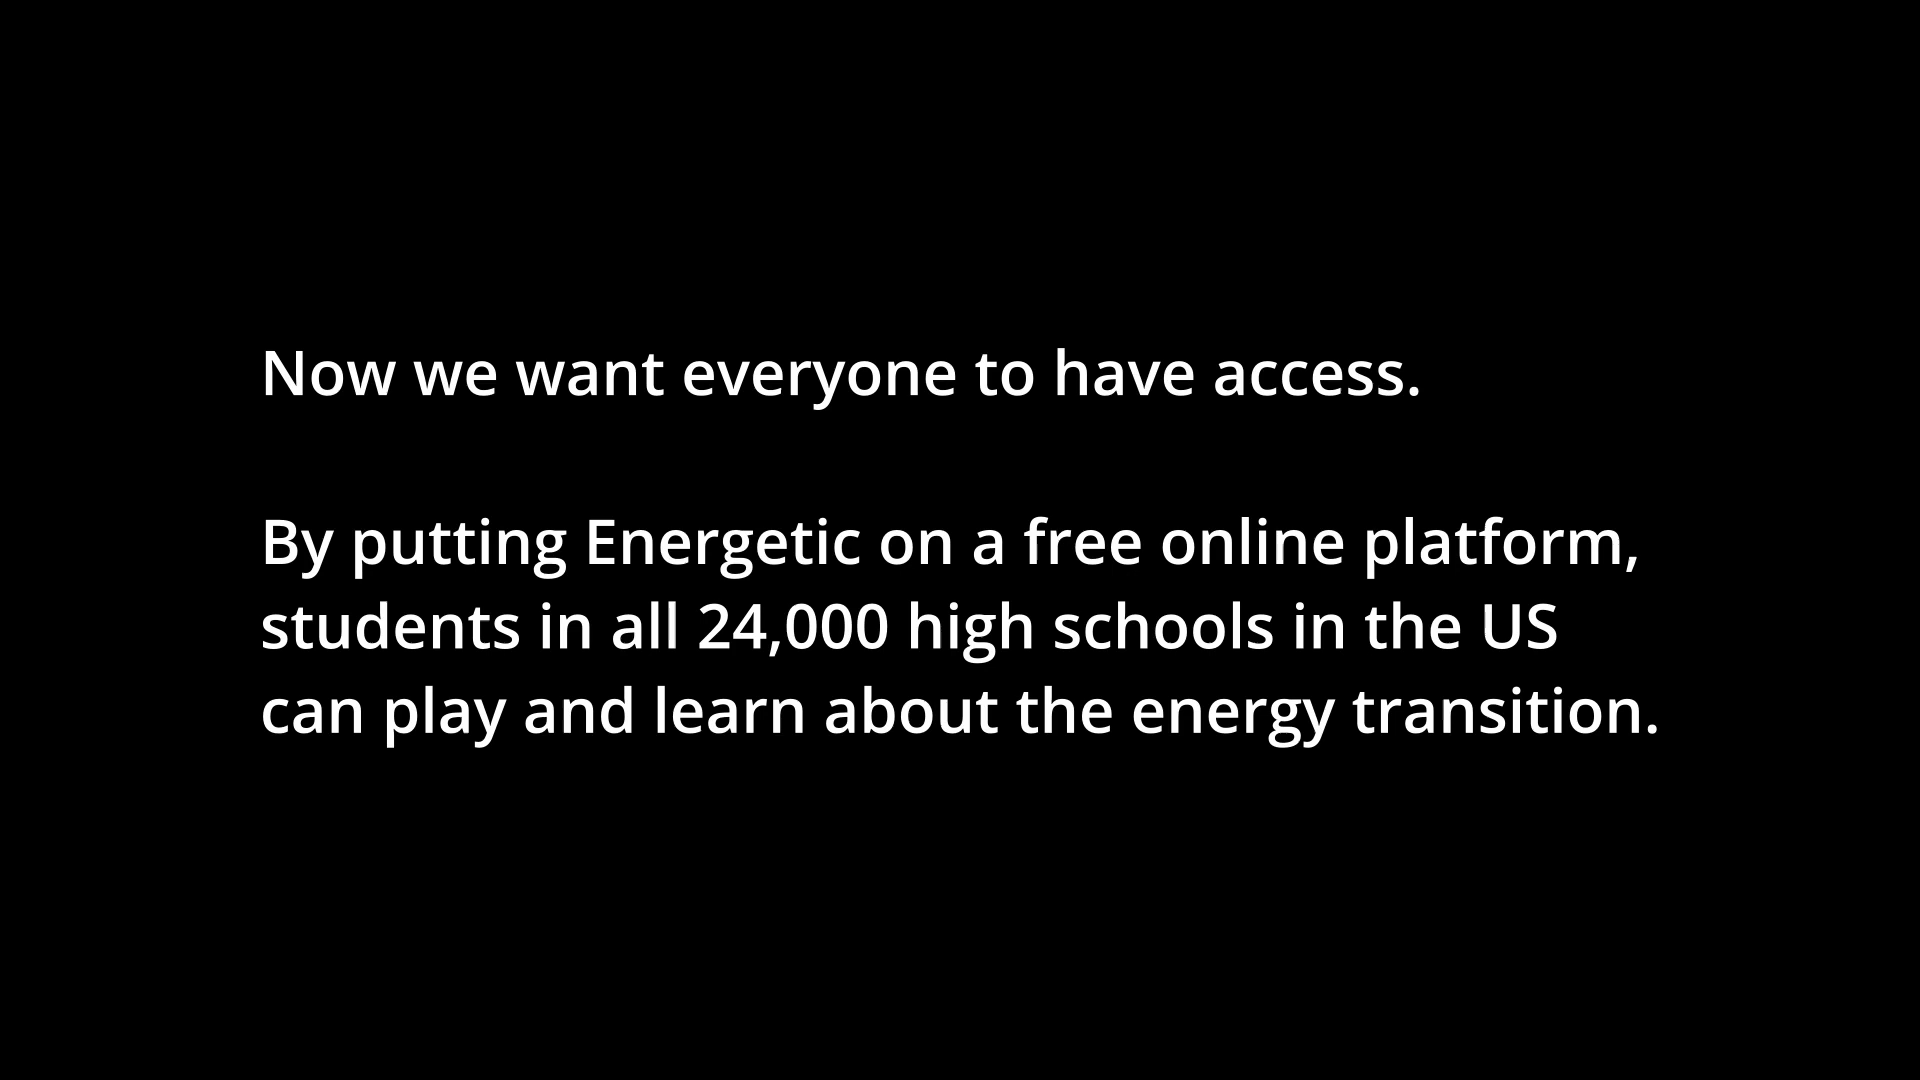 Now we want everyone to have access.
By putting Energetic on a free online platform,
students in all 24,000 high schools in the US
can play and learn about the energy transition.